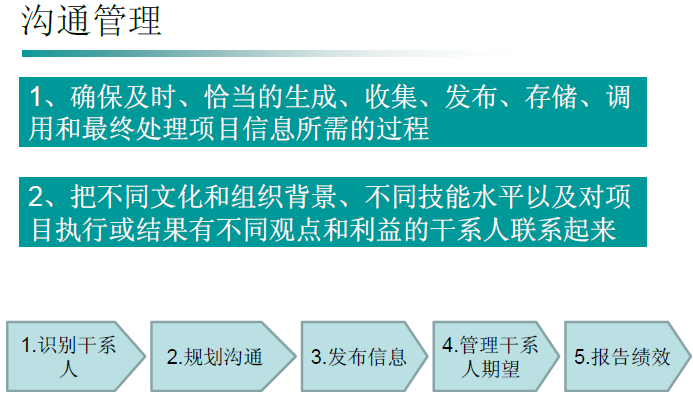 沟通管理
1、确保及时、恰当的生成、收集、发布、存储、调
用和最终处理项目信息所需的过程
2、把不同文化和组织背景、不同技能水平以及对项
目执行或结果有不同观点和利益的干系人联系起来
1.识别干系
人
2.规划沟通
3.发布信息
4.管理干系
人期望
5.报告绩效